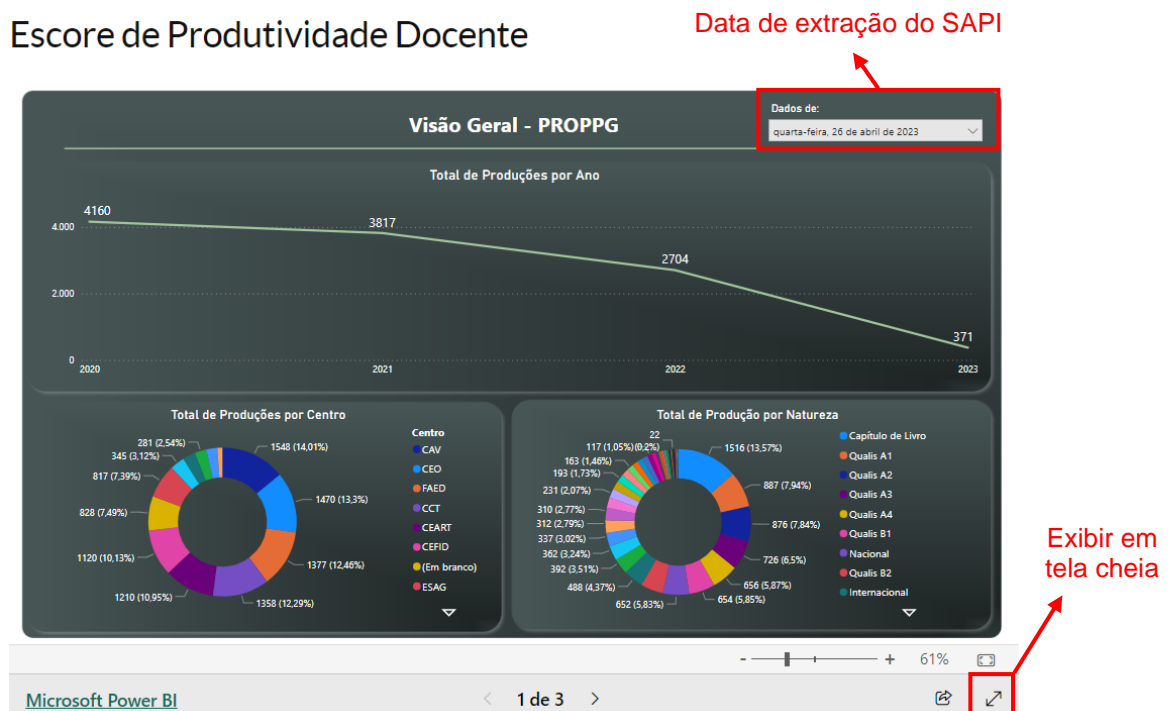 Escore de Produtividade Docente
Data de extração do SAPI
Visão Geral - PROPPG
Dados de:
quarta-feira, 26 de abril de 2023
Total de Produções por Ano
4160
3817
2704
371
4.000
2.000
0
2020
2021
2022
2023
Total de Produções por Centro
281 (2,54%)
345 (3,12%)
817 (7,39%)
828 (7,49%)
1120 (10,13%)
1210 (10,95%)
1548 (14,01%)
1470 (13,3%)
1377 (12,46%)
1358 (12,29%)
Centro
CAV
CEO
FAED
CCT
CEART
CEFID
(Em branco)
ESAG
Total de Produção por Natureza
22
117 (1,05%)
(0,2%)
163 (1,46%)
193 (1,73%)
231 (2,07%)
310 (2,77%)
312 (2,79%)
337 (3,02%)
362 (3,24%)
392 (3,51%)
488 (4,37%)
652 (5,83%)
1516 (13,57%)
887 (7,94%)
876 (7,84%)
726 (6,5%)
656 (5,87%)
654 (5,85%)
Capítulo de Livro
Qualis A1
Qualis A2
Qualis A3
Qualis A4
Qualis B1
Nacional
Qualis B2
Internacional
Exibir em
tela cheia
- + 61%
Microsoft Power BI
1 de 3